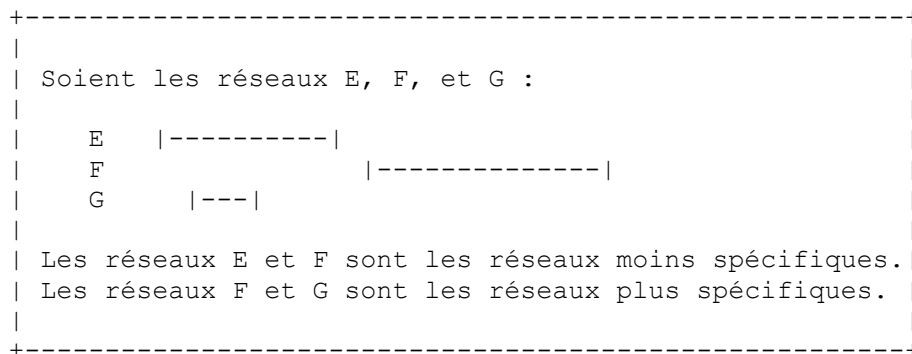 Soient les réseaux E, F, et G :
E |----------|
F |--------------|
G |---|
Les réseaux E et F sont les réseaux moins spécifiques.
Les réseaux F et G sont les réseaux plus spécifiques.